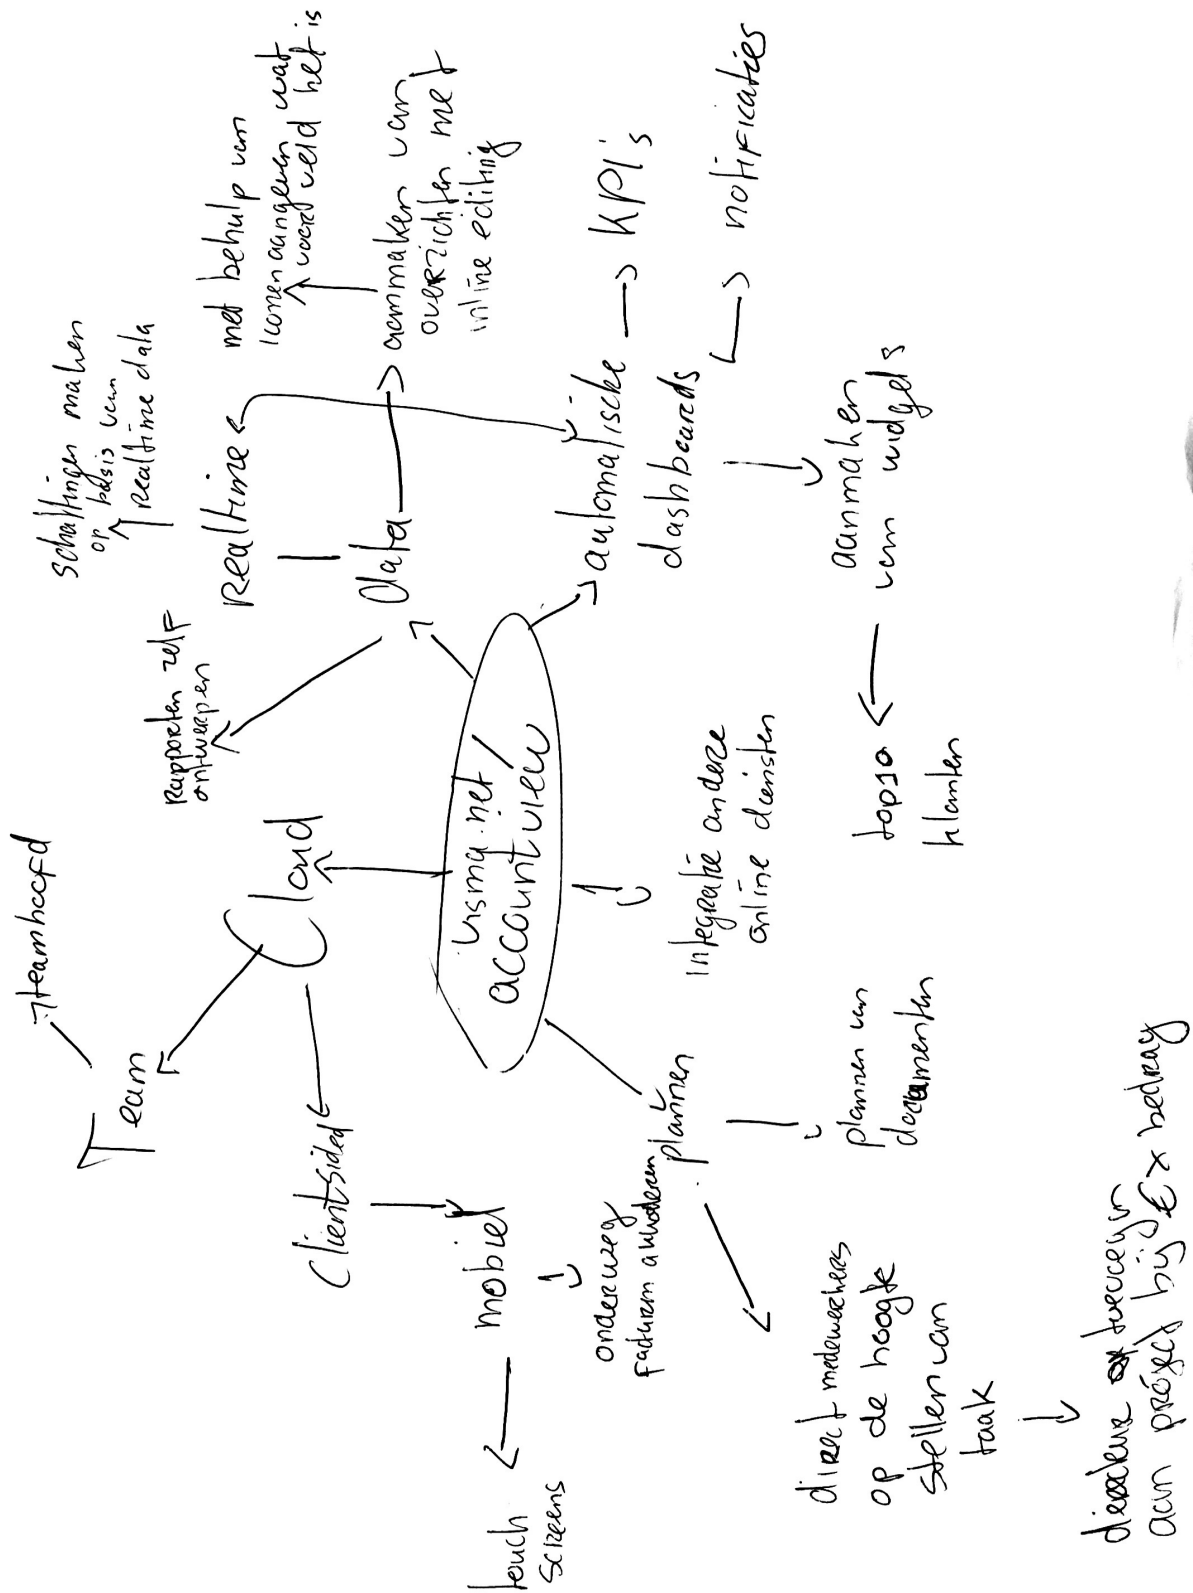 visma.net/
accountview
Cloud
Team
teamhoofd
Clientsided
mobiel
touch
screens
onderweg
facturen
plannen
plannen van
documenten
direct medewerkers
op de hoogte
stellen van
taak
toevoegen
aan project bij € x bedrag
integratie andere
online diensten
automatische
dashboards
KPI's
notificaties
aanmaken
van widgets
top 10
klanten
data
Realtime
schattingen maken
op basis van
realtime data
Rapporten zelf
ontwerpen
aanmaken van
overzichten met
inline editing
met behulp van
iconen aangeven wat
voor veld het is